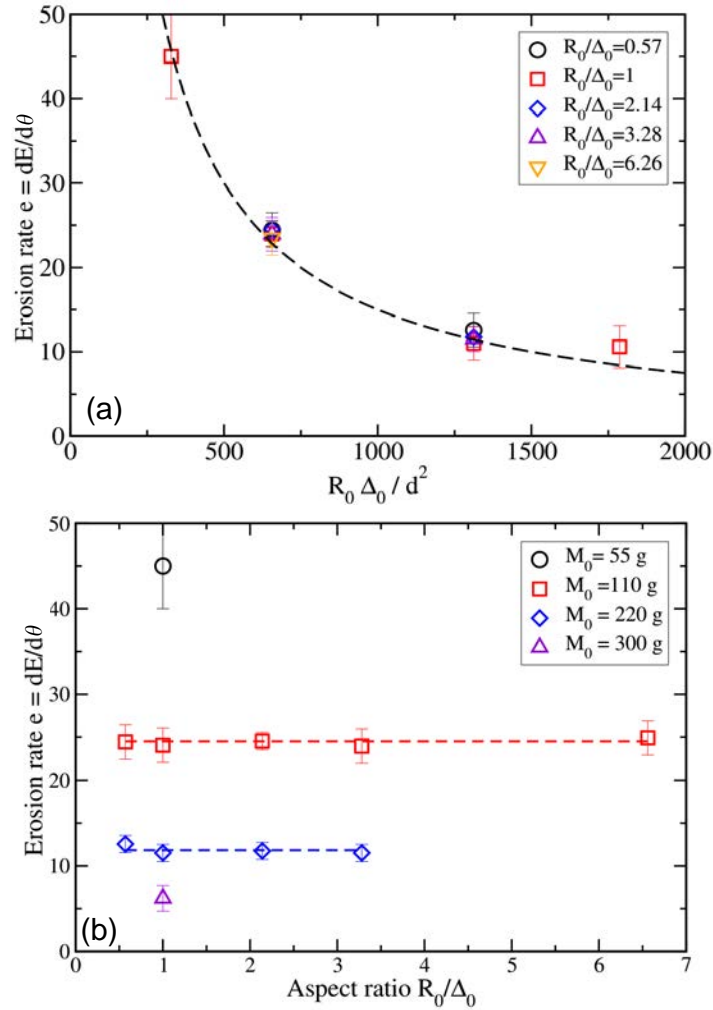 50
40
30
20
10
0
Erosion rate e = dE/dθ
R₀/Δ₀=0.57
R₀/Δ₀=1
R₀/Δ₀=2.14
R₀/Δ₀=3.28
R₀/Δ₀=6.26
(a)
0 500 1000 1500 2000
R₀ Δ₀ / d²
50
40
30
20
10
0
Erosion rate e = dE/dθ
M₀= 55 g
M₀=110 g
M₀ = 220 g
M₀ = 300 g
(b)
0 1 2 3 4 5 6 7
Aspect ratio R₀/Δ₀